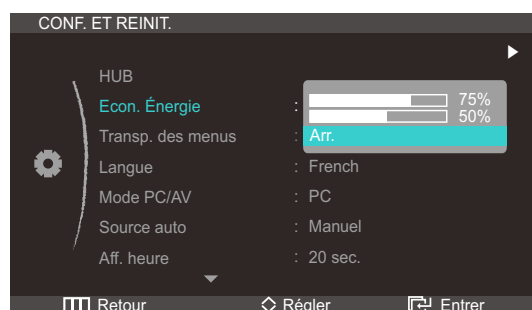 CONF. ET REINIT.
HUB
Econ. Énergie :
75%
50%
Arr.
Transp. des menus :
Langue : French
Mode PC/AV : PC
Source auto : Manuel
Aff. heure : 20 sec.
Retour Régler Entrer